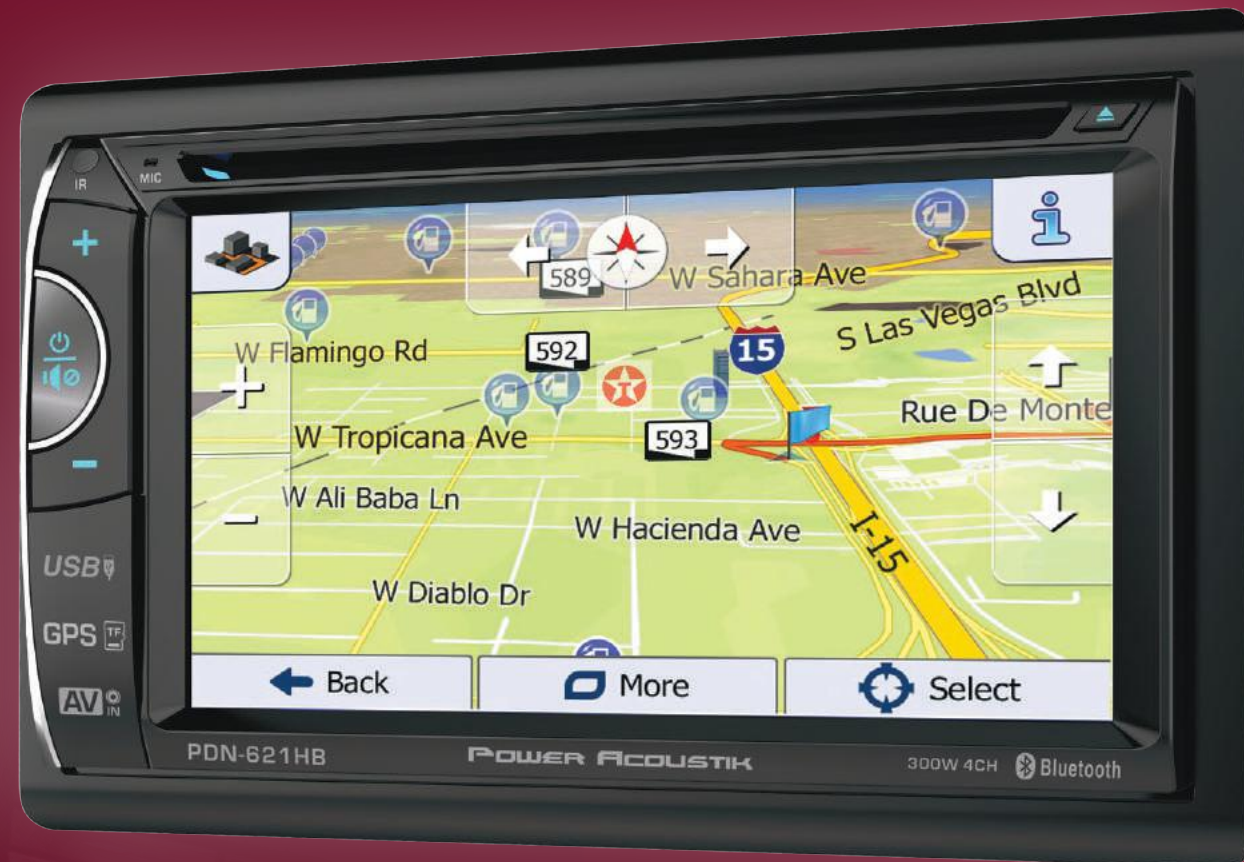 IR
MIC
589
W Sahara Ave
S Las Vegas Blvd
W Flamingo Rd
592
15
Rue De Monte
W Tropicana Ave
593
W Ali Baba Ln
W Hacienda Ave
I-15
W Diablo Dr
USB
GPS TF
AV IN
Back
More
Select
PDN-621HB
POWER ACOUSTIK
300W 4CH
Bluetooth